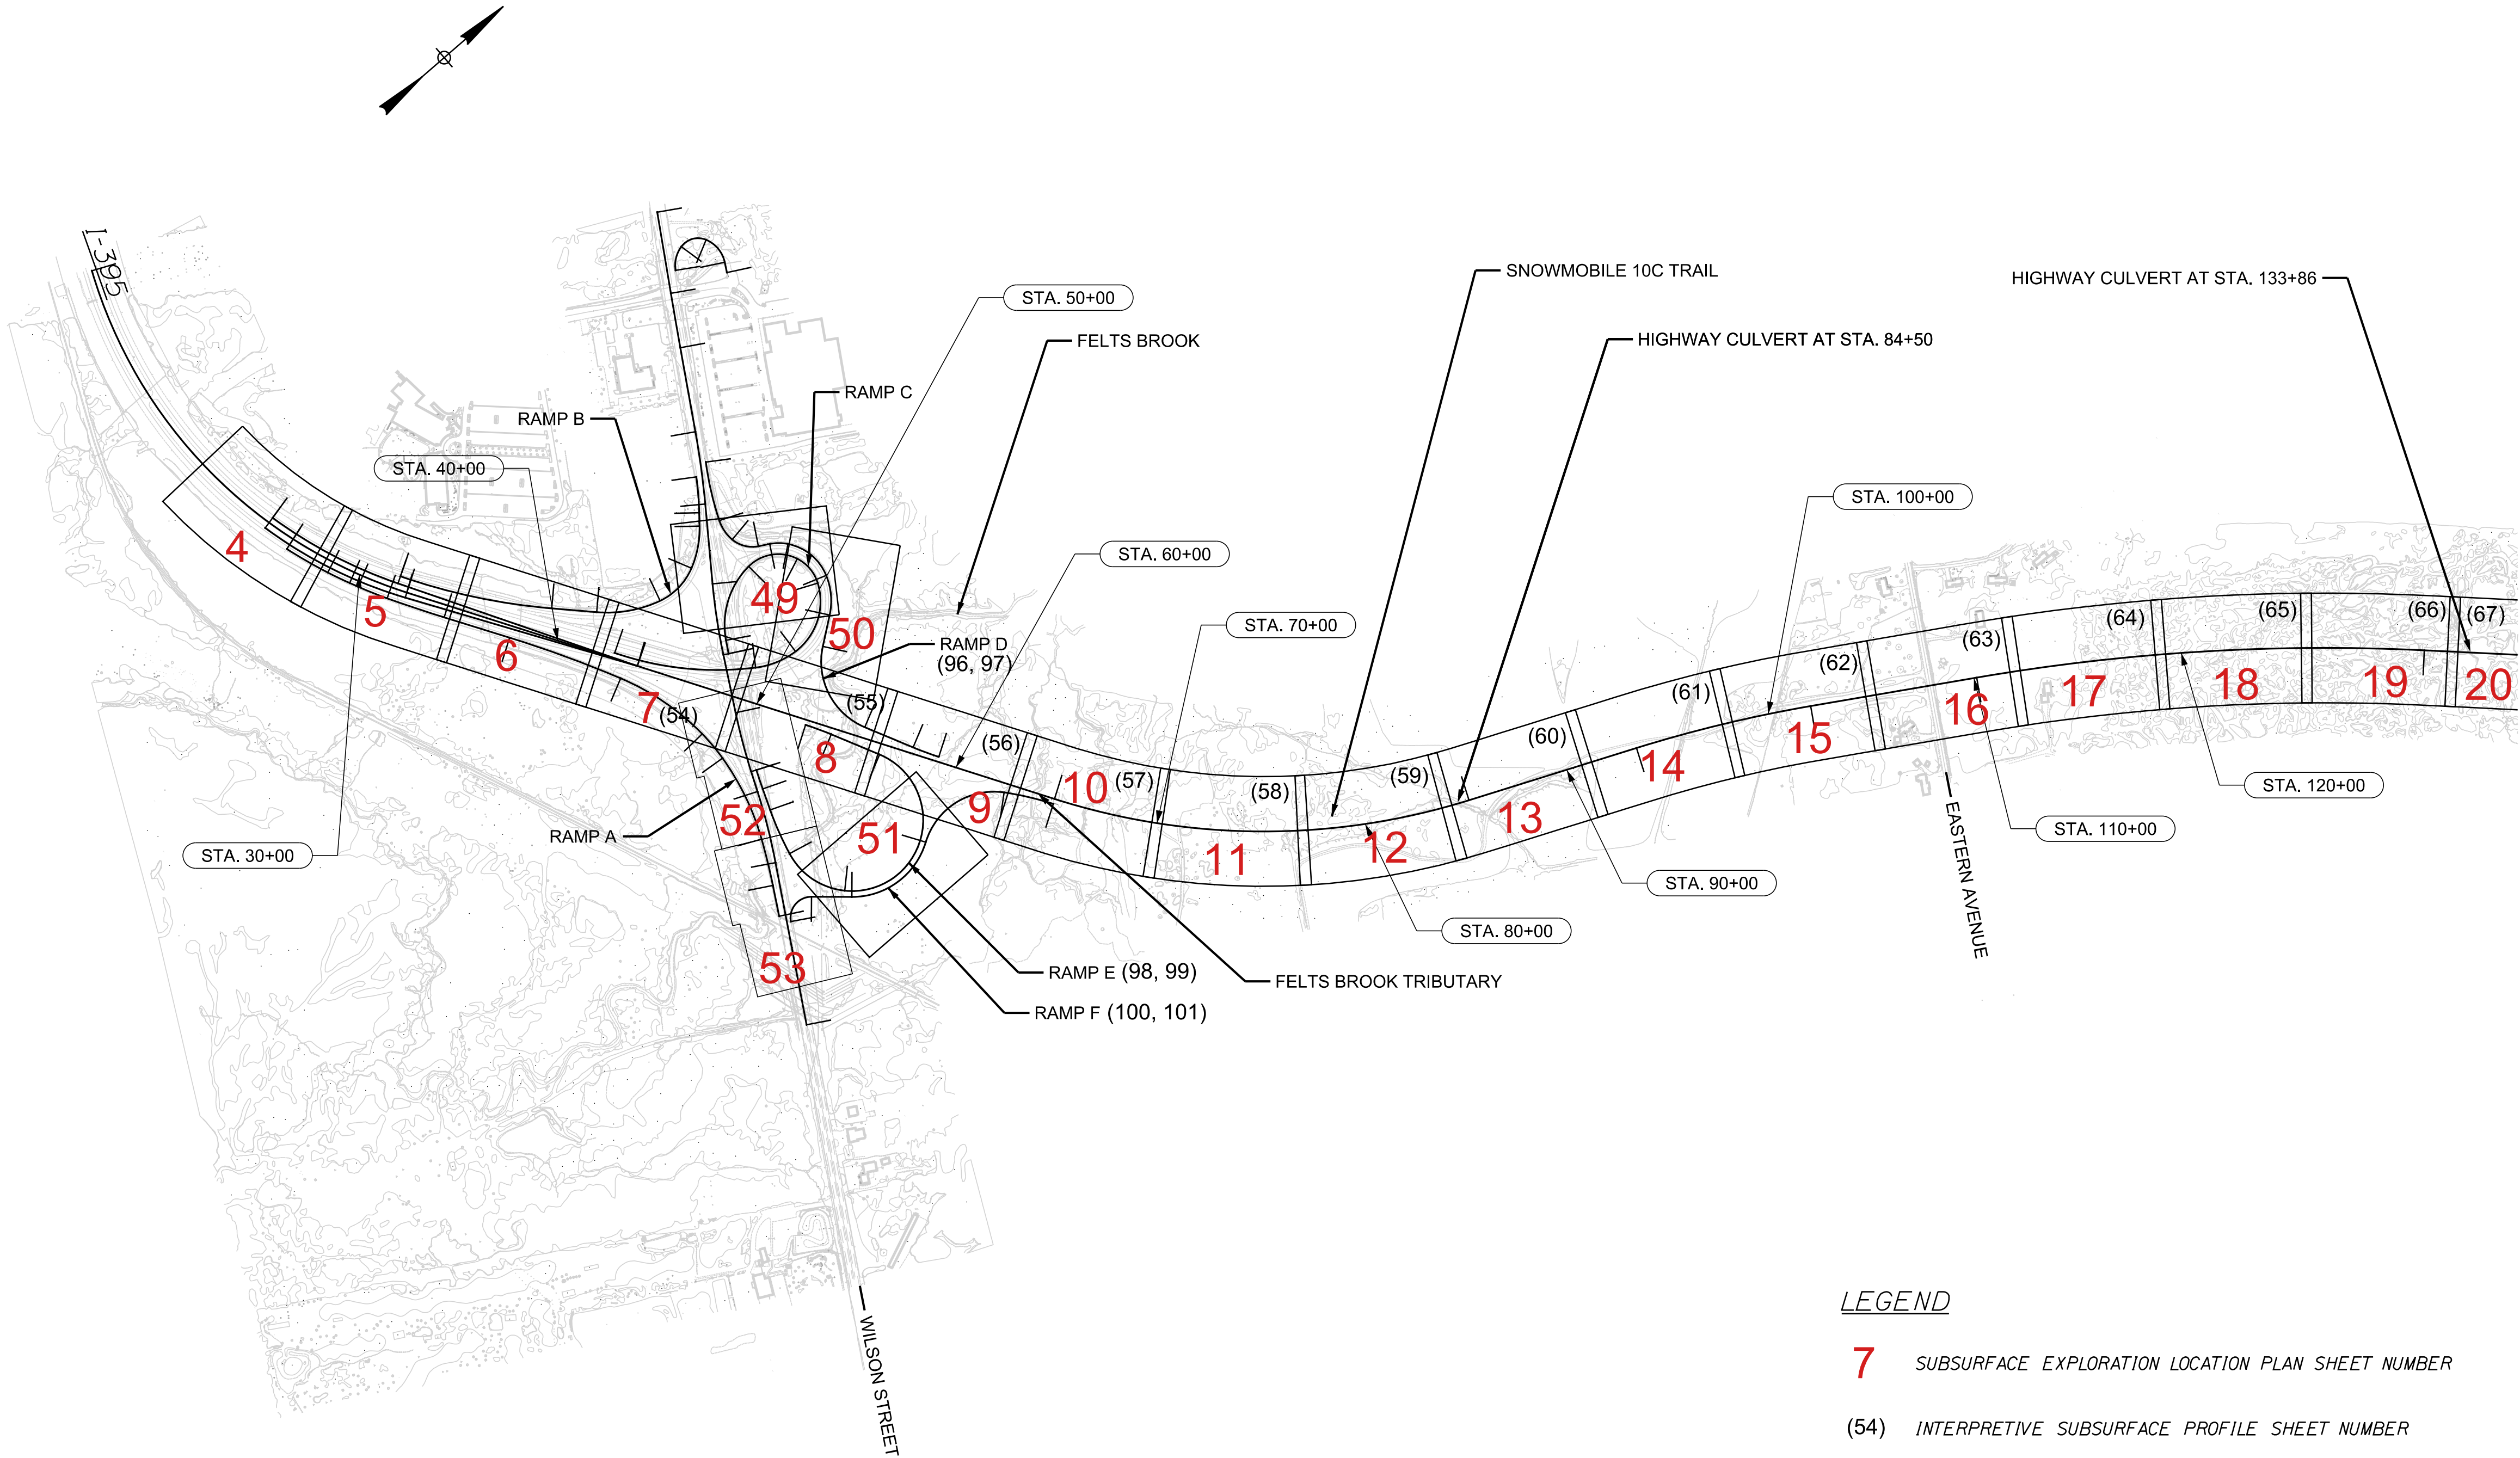 I-395
STA. 50+00
SNOWMOBILE 10C TRAIL
HIGHWAY CULVERT AT STA. 133+86
FELTS BROOK
HIGHWAY CULVERT AT STA. 84+50
RAMP C
RAMP B
STA. 40+00
STA. 100+00
STA. 60+00
4
5
6
7
(54)
49
50
STA. 70+00
RAMP D
(96, 97)
(55)
8
(56)
9
10
(57)
11
(58)
12
(59)
13
(60)
14
(61)
15
(62)
16
(63)
17
(64)
18
(65)
19
(66)
(67)
20
52
51
53
RAMP A
STA. 30+00
STA. 120+00
STA. 110+00
EASTERN AVENUE
STA. 90+00
STA. 80+00
RAMP E (98, 99)
FELTS BROOK TRIBUTARY
RAMP F (100, 101)
WILSON STREET
LEGEND
7 SUBSURFACE EXPLORATION LOCATION PLAN SHEET NUMBER
(54) INTERPRETIVE SUBSURFACE PROFILE SHEET NUMBER